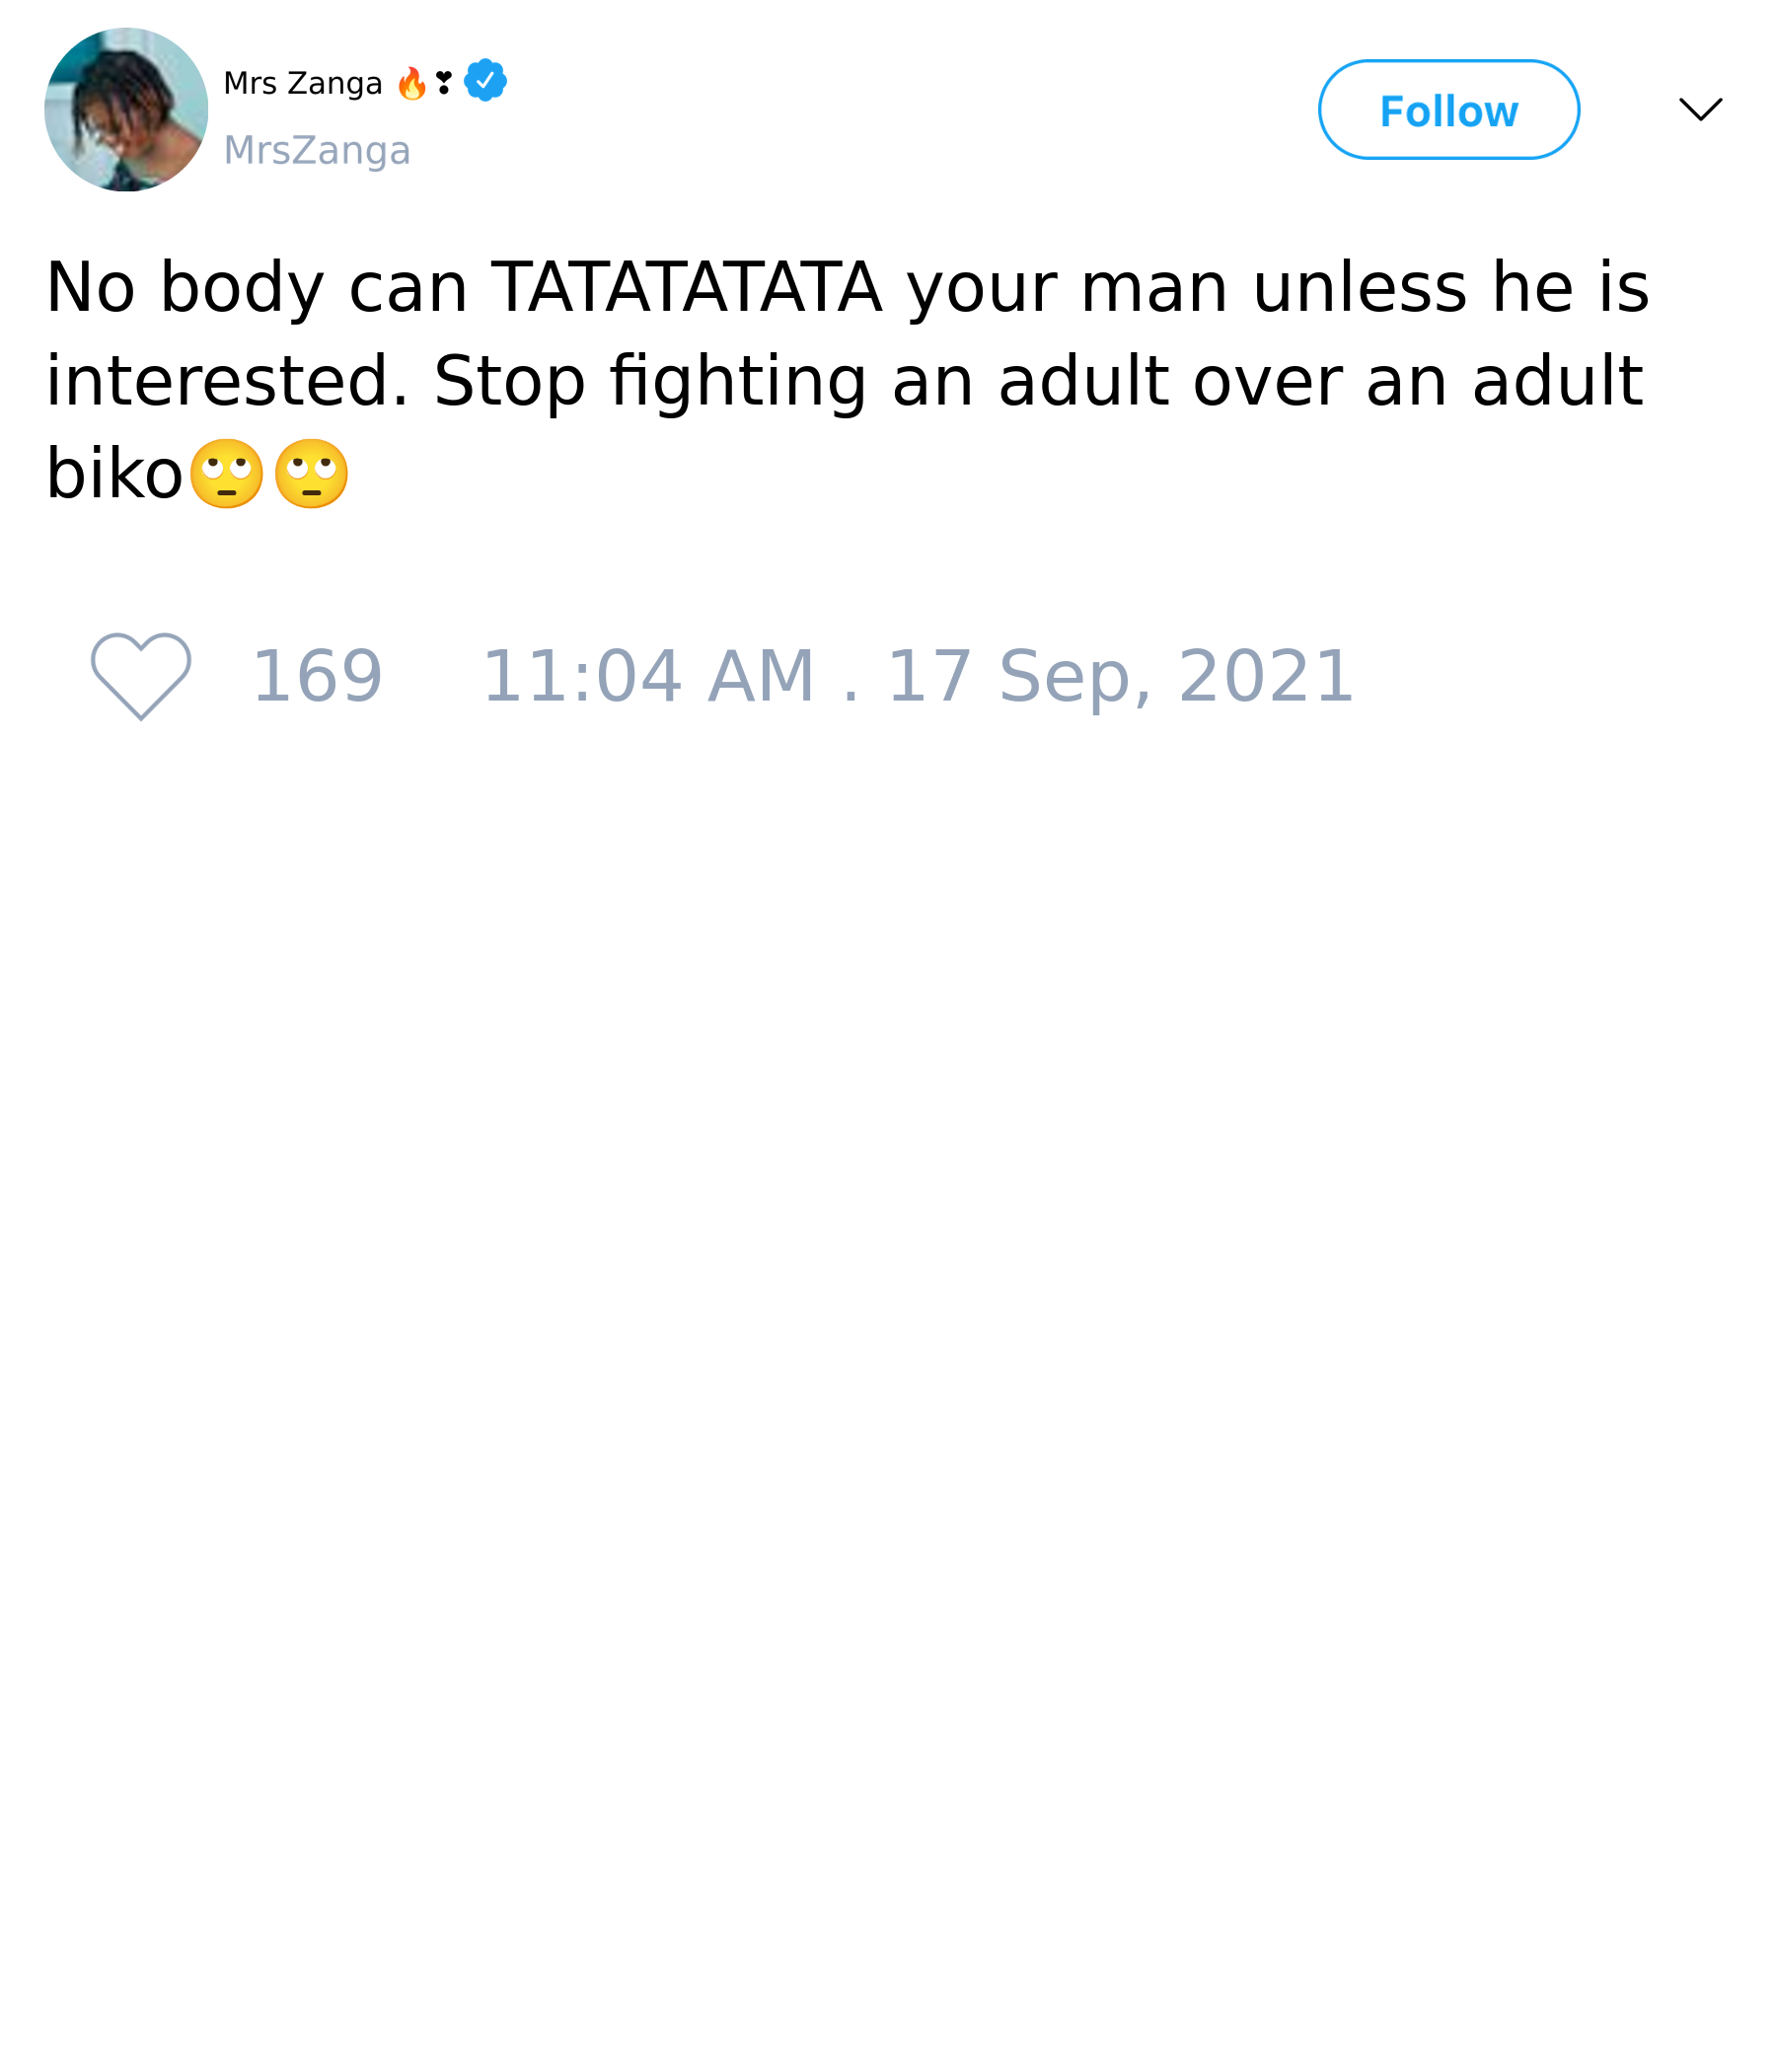 Mrs Zanga 🔥❣
MrsZanga
Follow
No body can TATATATATA your man unless he is
interested. Stop fighting an adult over an adult
biko🙄🙄
169 11:04 AM . 17 Sep, 2021